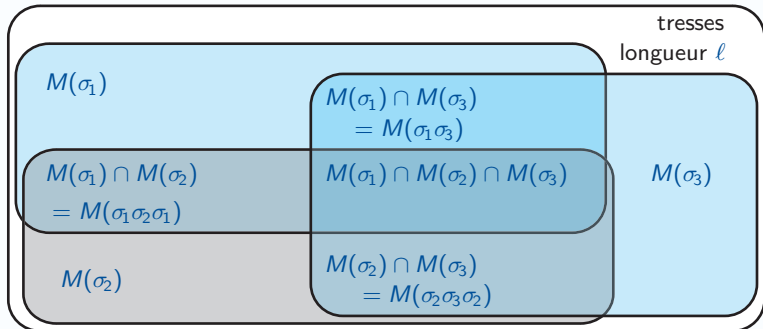 tresses
longueur ℓ
M(σ₁)
M(σ₁) ∩ M(σ₃)
= M(σ₁σ₃)
M(σ₁) ∩ M(σ₂)
= M(σ₁σ₂σ₁)
M(σ₁) ∩ M(σ₂) ∩ M(σ₃)
M(σ₃)
M(σ₂)
M(σ₂) ∩ M(σ₃)
= M(σ₂σ₃σ₂)